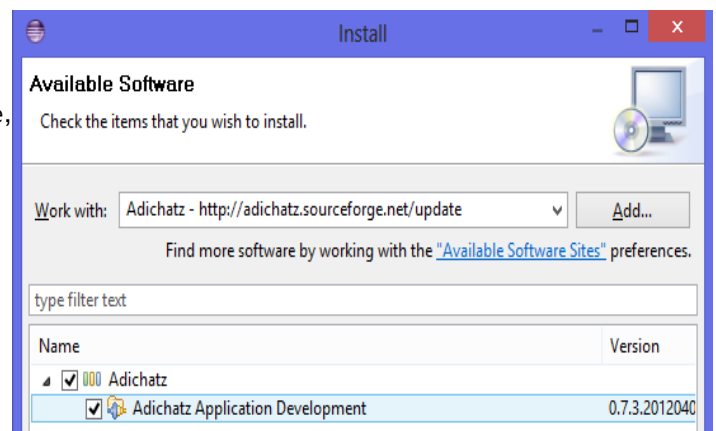 Install
Available Software
Check the items that you wish to install.
Work with: Adichatz - http://adichatz.sourceforge.net/update Add...
Find more software by working with the "Available Software Sites" preferences.
type filter text
Name Version
Adichatz
Adichatz Application Development 0.7.3.2012040